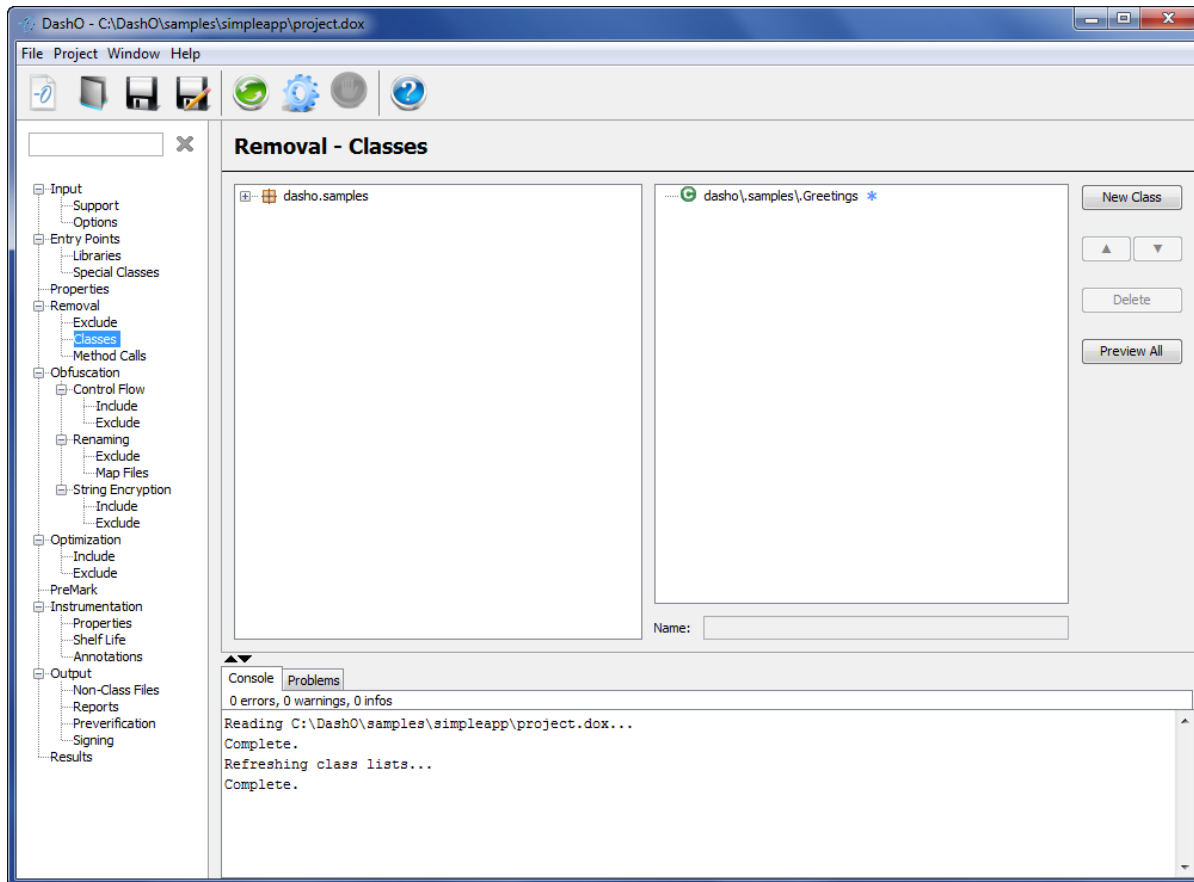 DashO - C:\DashO\samples\simpleapp\project.dox
File Project Window Help
Removal - Classes
Input
Support
Options
Entry Points
Libraries
Special Classes
Properties
Removal
Exclude
Classes
Method Calls
Obfuscation
Control Flow
Include
Exclude
Renaming
Exclude
Map Files
String Encryption
Include
Exclude
Optimization
Include
Exclude
PreMark
Instrumentation
Properties
Shelf Life
Annotations
Output
Non-Class Files
Reports
Preverification
Signing
Results
dasho.samples
dasho\.samples\.Greetings *
New Class
Delete
Preview All
Name:
Console Problems
0 errors, 0 warnings, 0 infos
Reading C:\DashO\samples\simpleapp\project.dox...
Complete.
Refreshing class lists...
Complete.